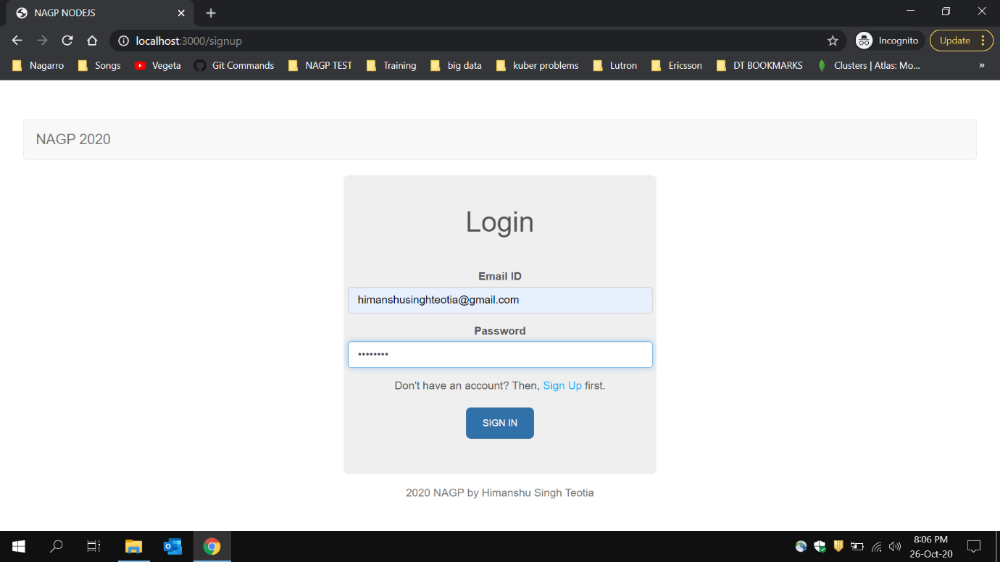 NAGP NODEJS
localhost:3000/signup
Incognito
Update
Nagarro Songs Vegeta Git Commands NAGP TEST Training big data kuber problems Lutron Ericsson DT BOOKMARKS Clusters | Atlas: Mo... »
NAGP 2020
Login
Email ID
himanshusinghteotia@gmail.com
Password
••••••••
Don't have an account? Then, Sign Up first.
SIGN IN
2020 NAGP by Himanshu Singh Teotia
8:06 PM
26-Oct-20